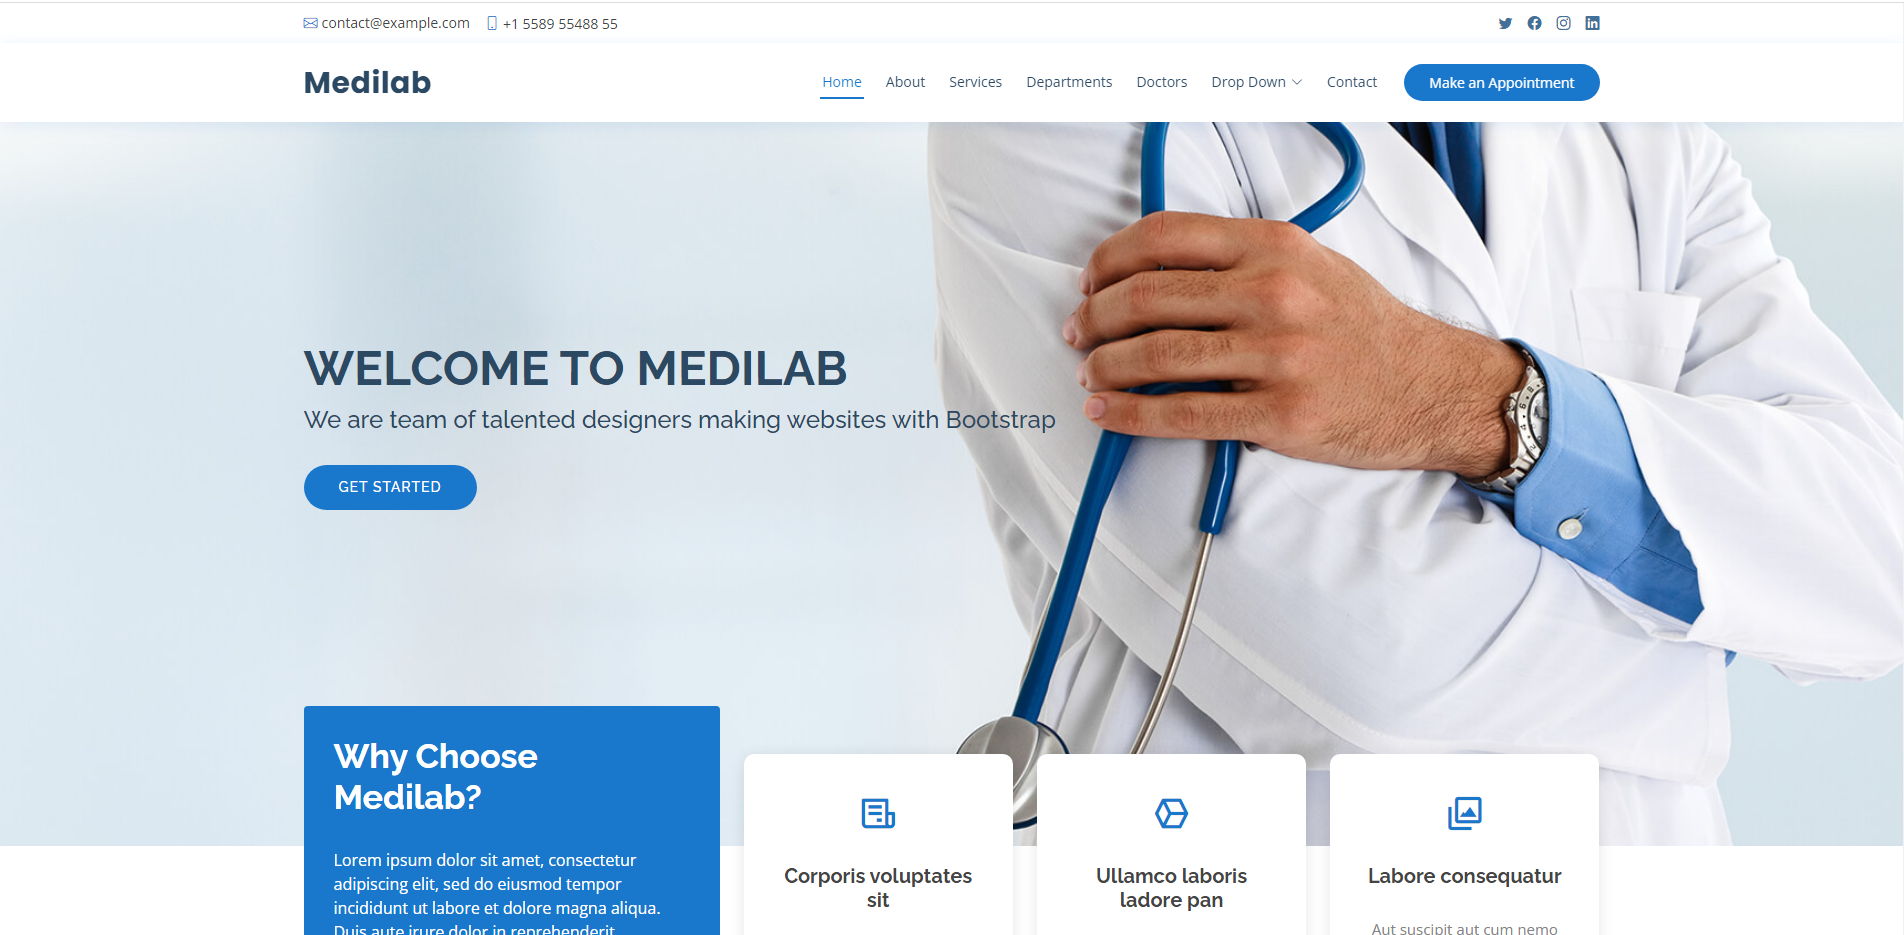 contact@example.com +1 5589 55488 55
Medilab
Home About Services Departments Doctors Drop Down Contact Make an Appointment
WELCOME TO MEDILAB
We are team of talented designers making websites with Bootstrap
GET STARTED
Why Choose
Medilab?
Lorem ipsum dolor sit amet, consectetur
adipiscing elit, sed do eiusmod tempor
incididunt ut labore et dolore magna aliqua.
Duis aute irure dolor in reprehenderit
Corporis voluptates
sit
Ullamco laboris
ladore pan
Labore consequatur
Aut suscipit aut cum nemo